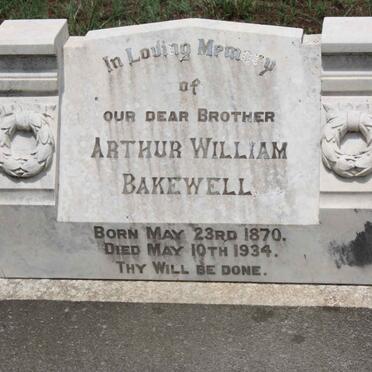 In Loving Memory
of
OUR DEAR BROTHER
ARTHUR WILLIAM
BAKEWELL
BORN MAY 23RD 1870.
DIED MAY 10TH 1934.
THY WILL BE DONE.